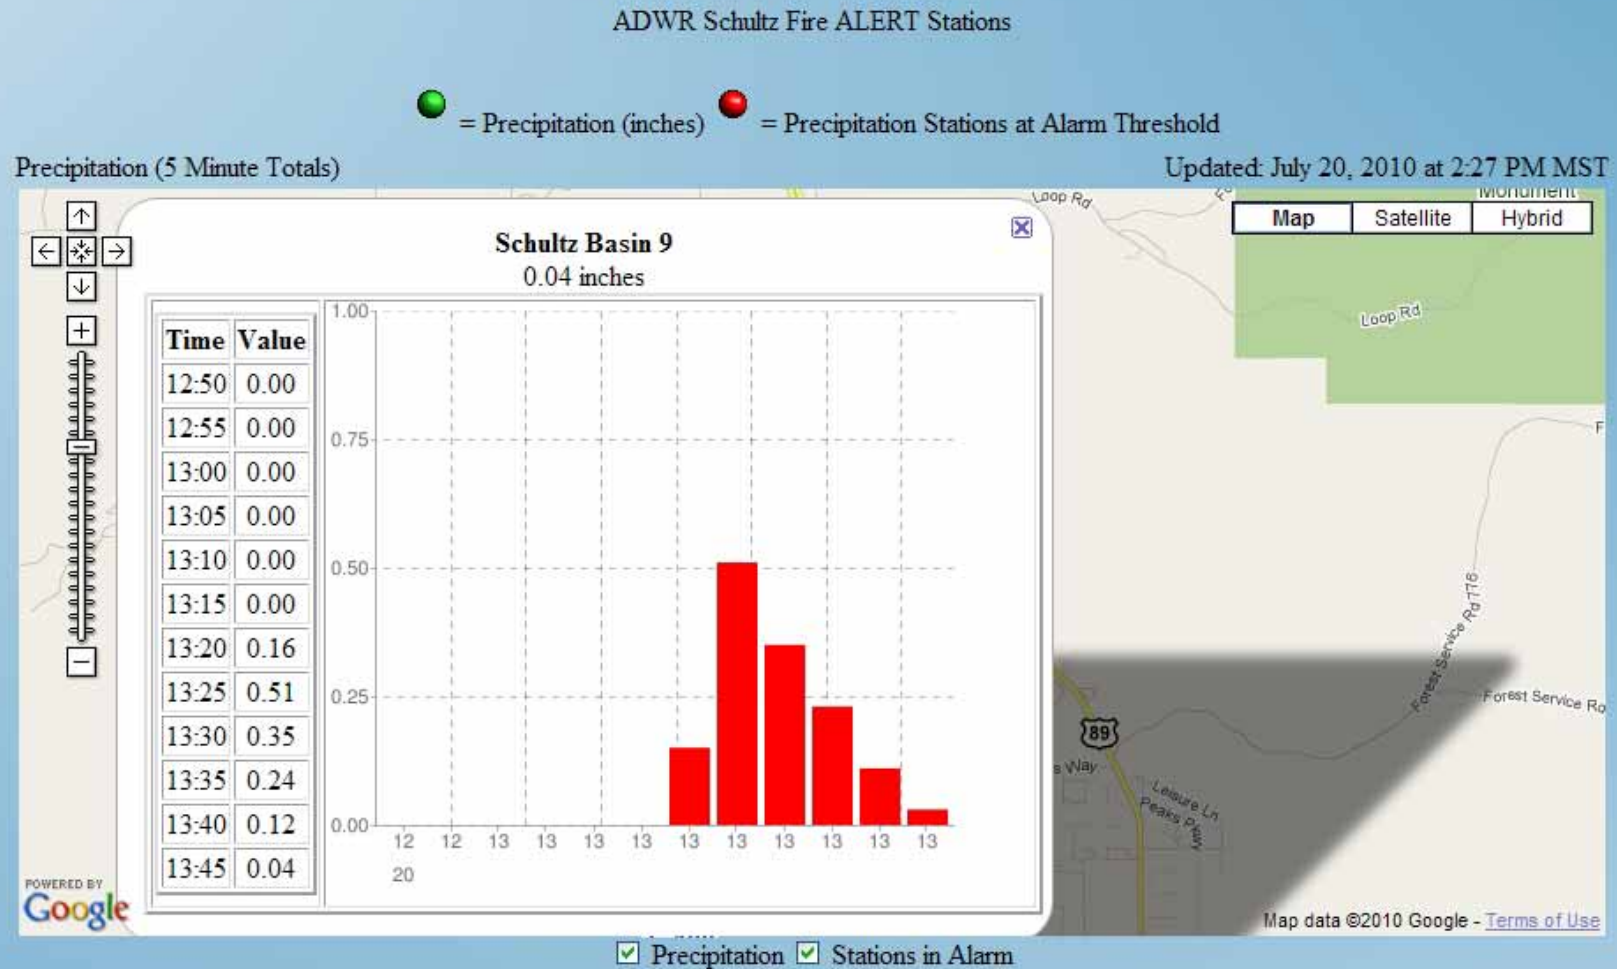 ADWR Schultz Fire ALERT Stations
= Precipitation (inches) = Precipitation Stations at Alarm Threshold
Precipitation (5 Minute Totals)
Updated: July 20, 2010 at 2:27 PM MST
Schultz Basin 9
0.04 inches
Time Value
12:50 0.00
12:55 0.00
13:00 0.00
13:05 0.00
13:10 0.00
13:15 0.00
13:20 0.16
13:25 0.51
13:30 0.35
13:35 0.24
13:40 0.12
13:45 0.04
1.00
0.75
0.50
0.25
0.00
12 12 13 13 13 13 13 13 13 13 13 13
20
Loop Rd
Monument
Map Satellite Hybrid
Loop Rd
F
Forest Service Rd 776
Forest Service Ro
89
s Way
Leisure Ln
Peaks Pkwy
POWERED BY
Google
Map data ©2010 Google - Terms of Use
Precipitation Stations in Alarm